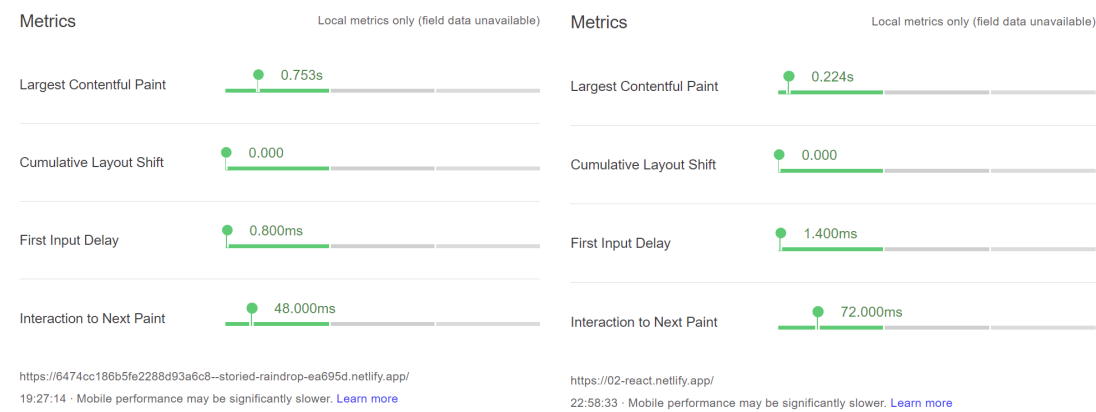 Metrics
Local metrics only (field data unavailable)
Largest Contentful Paint
0.753s
Cumulative Layout Shift
0.000
First Input Delay
0.800ms
Interaction to Next Paint
48.000ms
https://6474cc186b5fe2288d93a6c8--storied-raindrop-ea695d.netlify.app/
19:27:14 · Mobile performance may be significantly slower. Learn more
Metrics
Local metrics only (field data unavailable)
Largest Contentful Paint
0.224s
Cumulative Layout Shift
0.000
First Input Delay
1.400ms
Interaction to Next Paint
72.000ms
https://02-react.netlify.app/
22:58:33 · Mobile performance may be significantly slower. Learn more